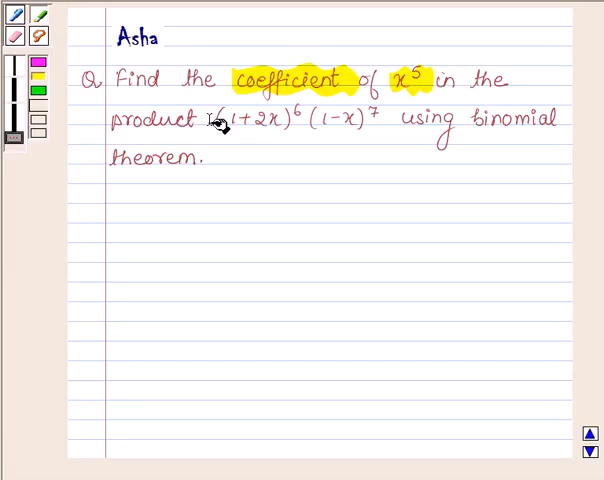 Asha
Q Find the coefficient of x⁵ in the
product (1+2x)⁶ (1-x)⁷ using binomial
theorem.